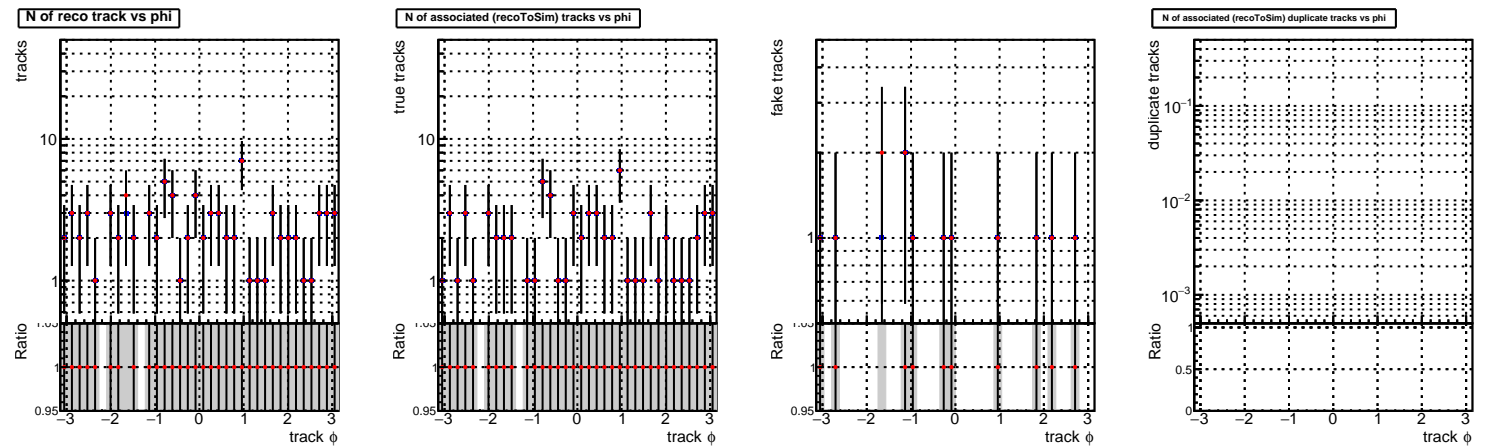 N of reco track vs phi
tracks
10
1
Ratio
1.05
1
0.95
−3 −2 −1 0 1 2 3
track ϕ
N of associated (recoToSim) tracks vs phi
true tracks
10
1
Ratio
1.05
1
0.95
−3 −2 −1 0 1 2 3
track ϕ
fake tracks
1
Ratio
1.05
1
0.95
−3 −2 −1 0 1 2 3
track ϕ
N of associated (recoToSim) duplicate tracks vs phi
duplicate tracks
10⁻¹
10⁻²
10⁻³
Ratio
1
0.5
0
−3 −2 −1 0 1 2 3
track ϕ